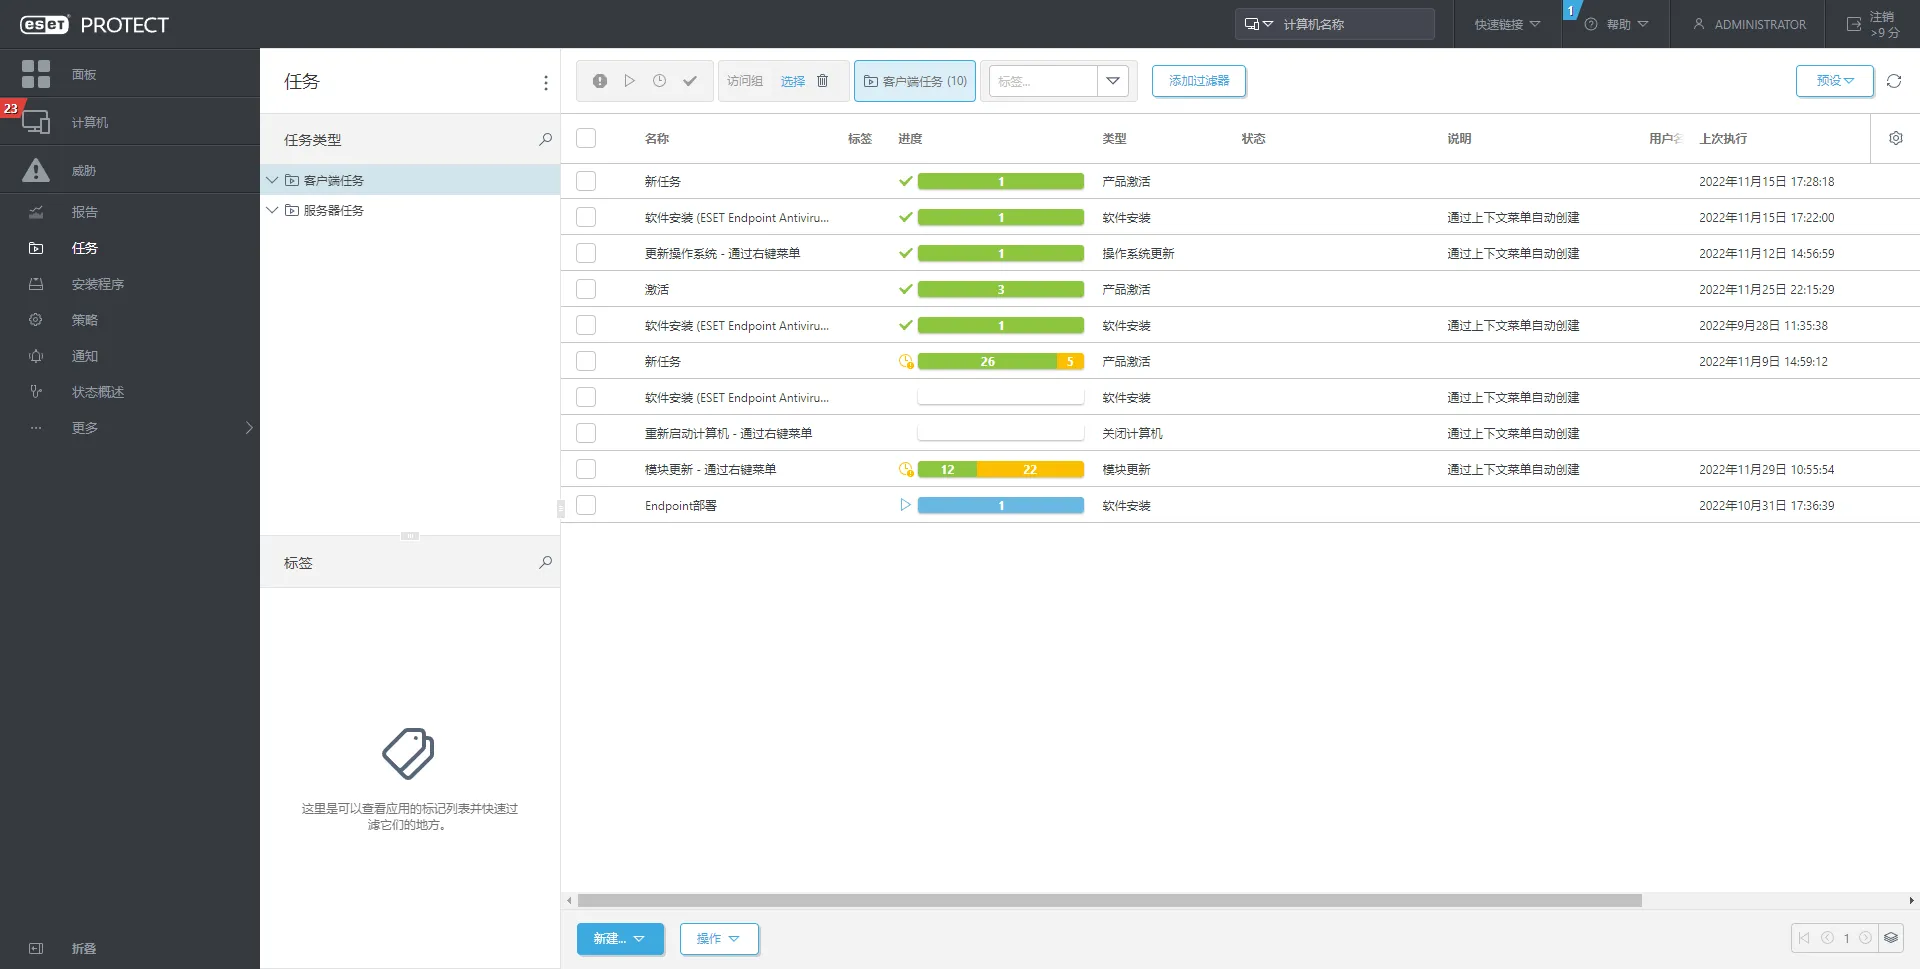 eset PROTECT
计算机名称
快速链接
1
帮助
ADMINISTRATOR
注销
>9 分
面板
23
计算机
威胁
报告
任务
安装程序
策略
通知
状态概述
更多
折叠
任务
任务类型
客户端任务
服务器任务
标签
这里是可以查看应用的标记列表并快速过
滤它们的地方。
访问组 选择
客户端任务 (10)
标签...
添加过滤器
预设
名称 标签 进度 类型 状态 说明 用户名 上次执行
新任务 1 产品激活 2022年11月15日 17:28:18
软件安装 (ESET Endpoint Antiviru... 1 软件安装 通过上下文菜单自动创建 2022年11月15日 17:22:00
更新操作系统 - 通过右键菜单 1 操作系统更新 通过上下文菜单自动创建 2022年11月12日 14:56:59
激活 3 产品激活 2022年11月25日 22:15:29
软件安装 (ESET Endpoint Antiviru... 1 软件安装 通过上下文菜单自动创建 2022年9月28日 11:35:38
新任务 26 5 产品激活 2022年11月9日 14:59:12
软件安装 (ESET Endpoint Antiviru... 软件安装 通过上下文菜单自动创建
重新启动计算机 - 通过右键菜单 关闭计算机 通过上下文菜单自动创建
模块更新 - 通过右键菜单 12 22 模块更新 通过上下文菜单自动创建 2022年11月29日 10:55:54
Endpoint部署 1 软件安装 2022年10月31日 17:36:39
新建...
操作
1